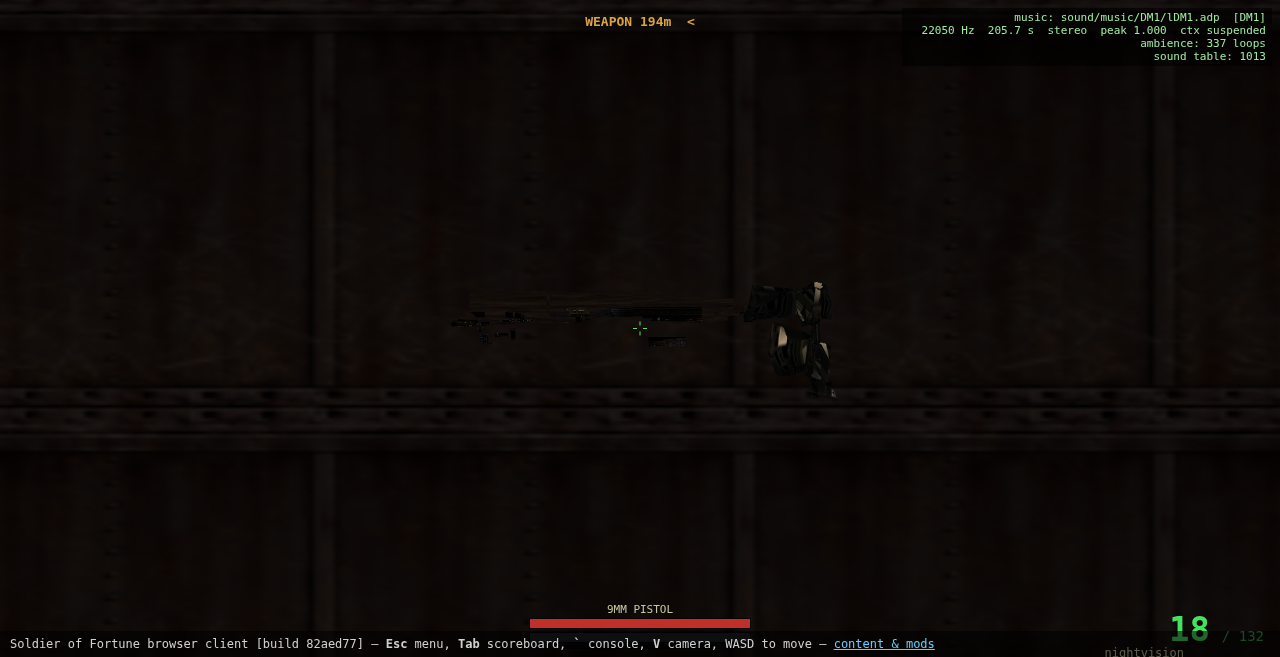 WEAPON 194m <
music: sound/music/DM1/lDM1.adp [DM1]
22050 Hz 205.7 s stereo peak 1.000 ctx suspended
ambience: 337 loops
sound table: 1013
9MM PISTOL
18 / 132
Soldier of Fortune browser client [build 82aed77] — Esc menu, Tab scoreboard, ` console, V camera, WASD to move — content & mods
nightvision